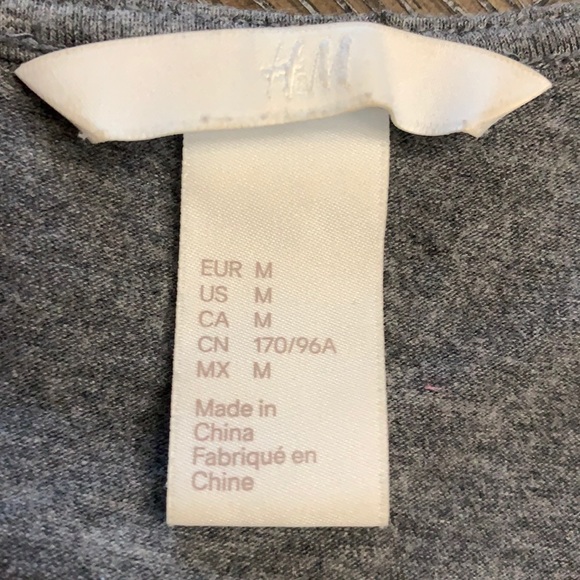 H&M
EUR M
US M
CA M
CN 170/96A
MX M
Made in
China
Fabriqué en
Chine